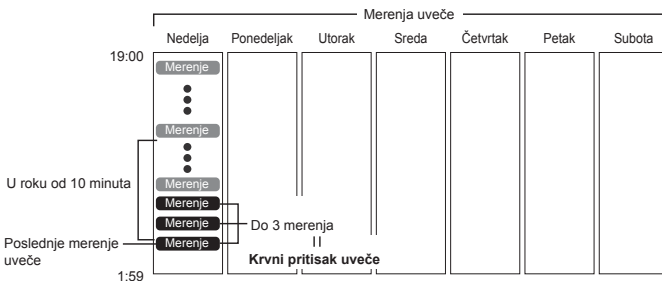 Merenja uveče
Nedelja Ponedeljak Utorak Sreda Četvrtak Petak Subota
19:00
Merenje
Merenje
U roku od 10 minuta
Merenje
Merenje
Merenje
Do 3 merenja
Poslednje merenje uveče
Merenje
Krvni pritisak uveče
1:59